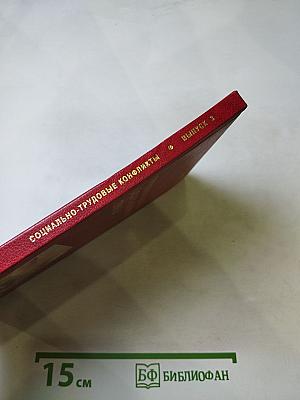 СОЦИАЛЬНО-ТРУДОВЫЕ КОНФЛИКТЫ ВЫПУСК 3
15 см
БФ БИБЛИОФАН